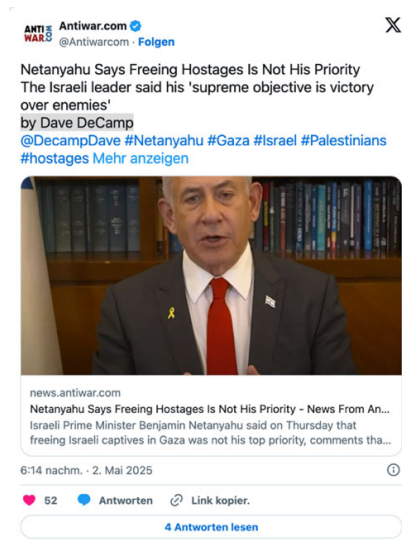 ANTI
WAR.COM
Antiwar.com
@Antiwarcom · Folgen
X
Netanyahu Says Freeing Hostages Is Not His Priority
The Israeli leader said his 'supreme objective is victory
over enemies'
by Dave DeCamp
@DecampDave #Netanyahu #Gaza #Israel #Palestinians
#hostages Mehr anzeigen
news.antiwar.com
Netanyahu Says Freeing Hostages Is Not His Priority - News From An...
Israeli Prime Minister Benjamin Netanyahu said on Thursday that
freeing Israeli captives in Gaza was not his top priority, comments tha...
6:14 nachm. · 2. Mai 2025
52 Antworten Link kopier.
4 Antworten lesen